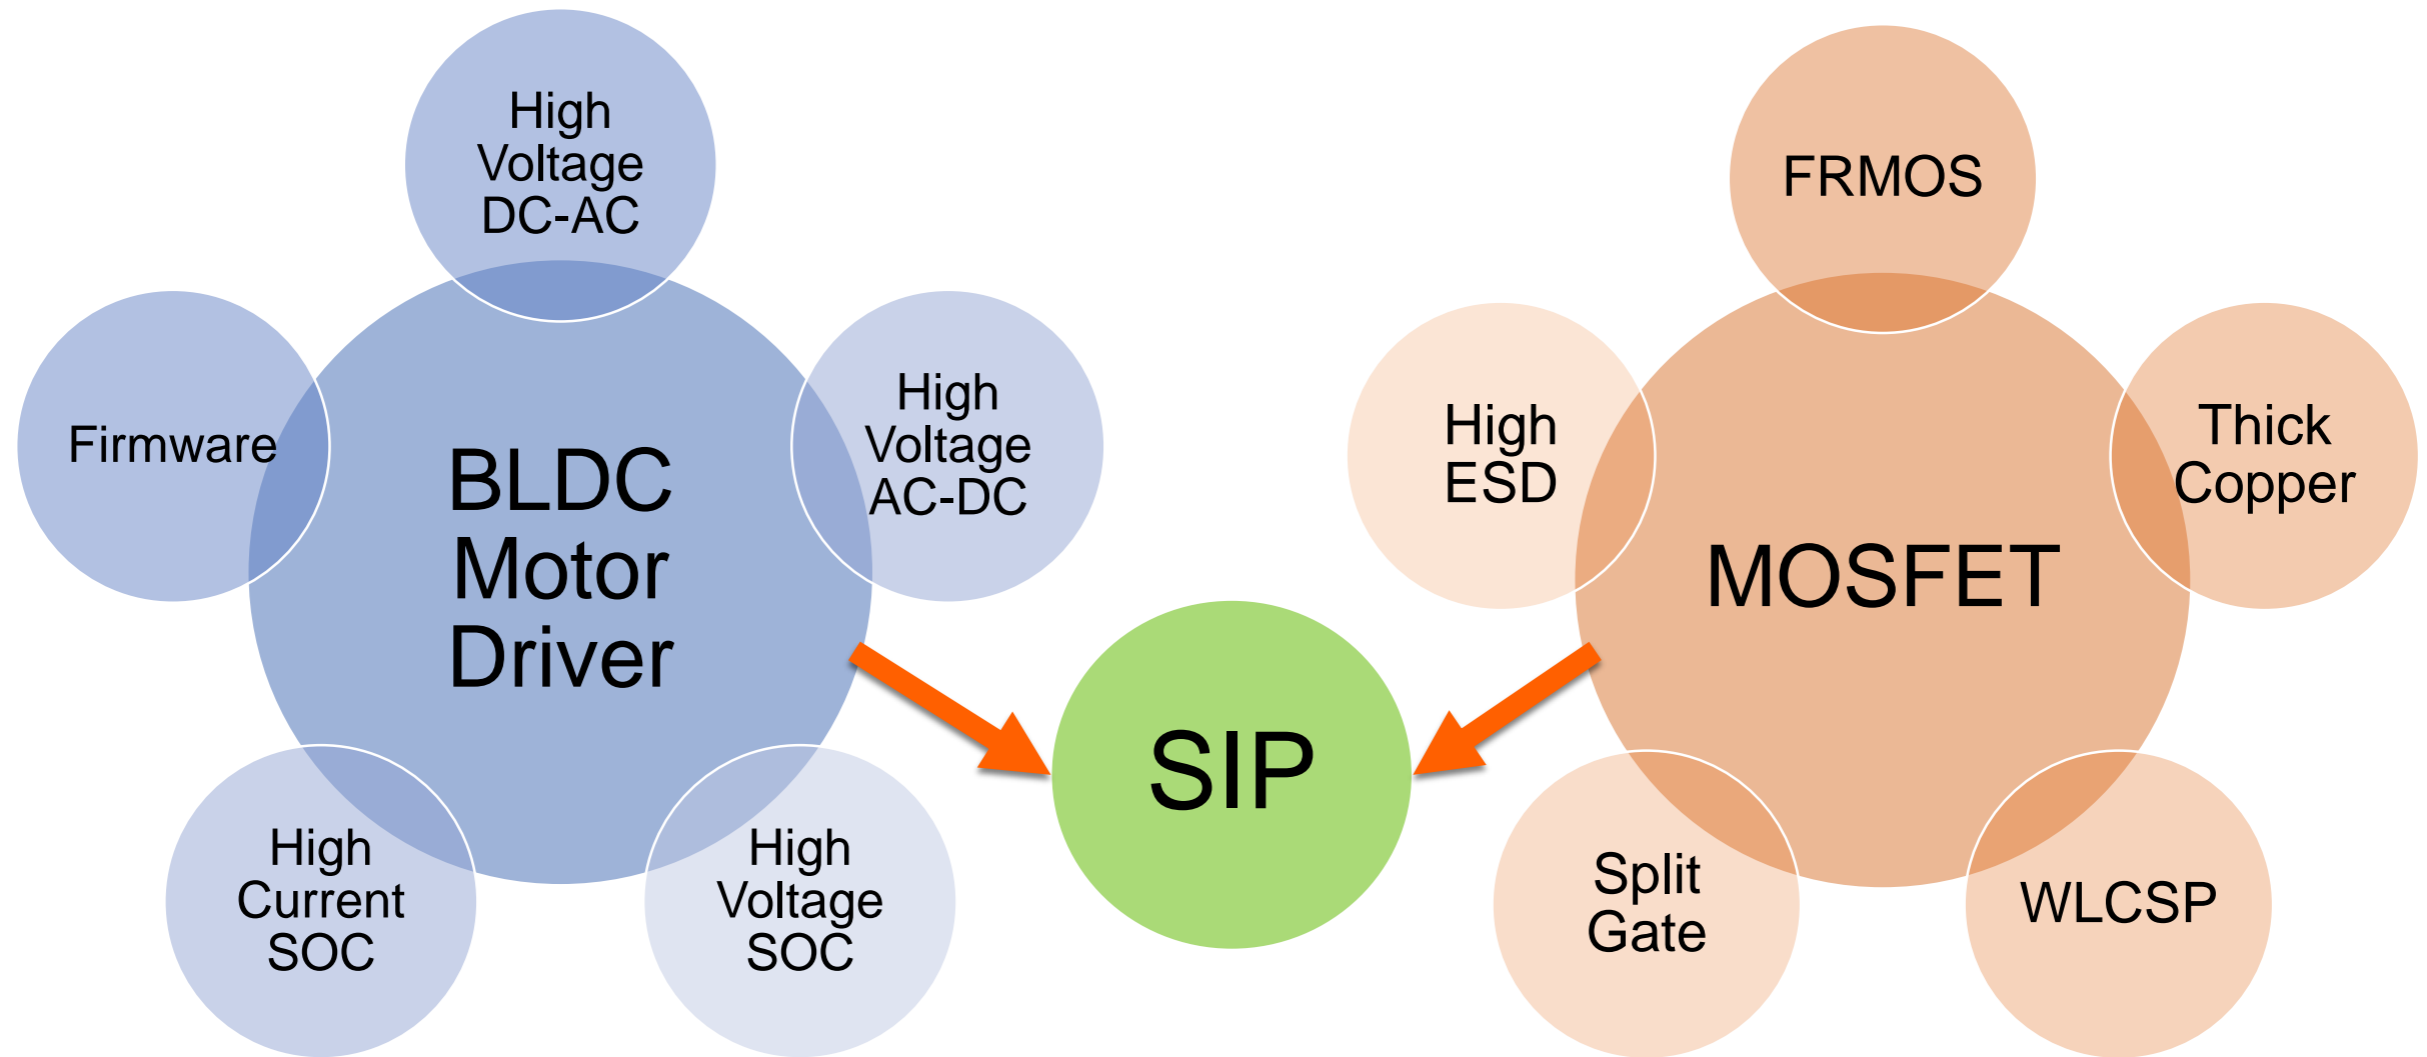 High
Voltage
DC-AC
Firmware
High
Voltage
AC-DC
BLDC
Motor
Driver
High
Current
SOC
High
Voltage
SOC
SIP
FRMOS
High
ESD
Thick
Copper
MOSFET
Split
Gate
WLCSP